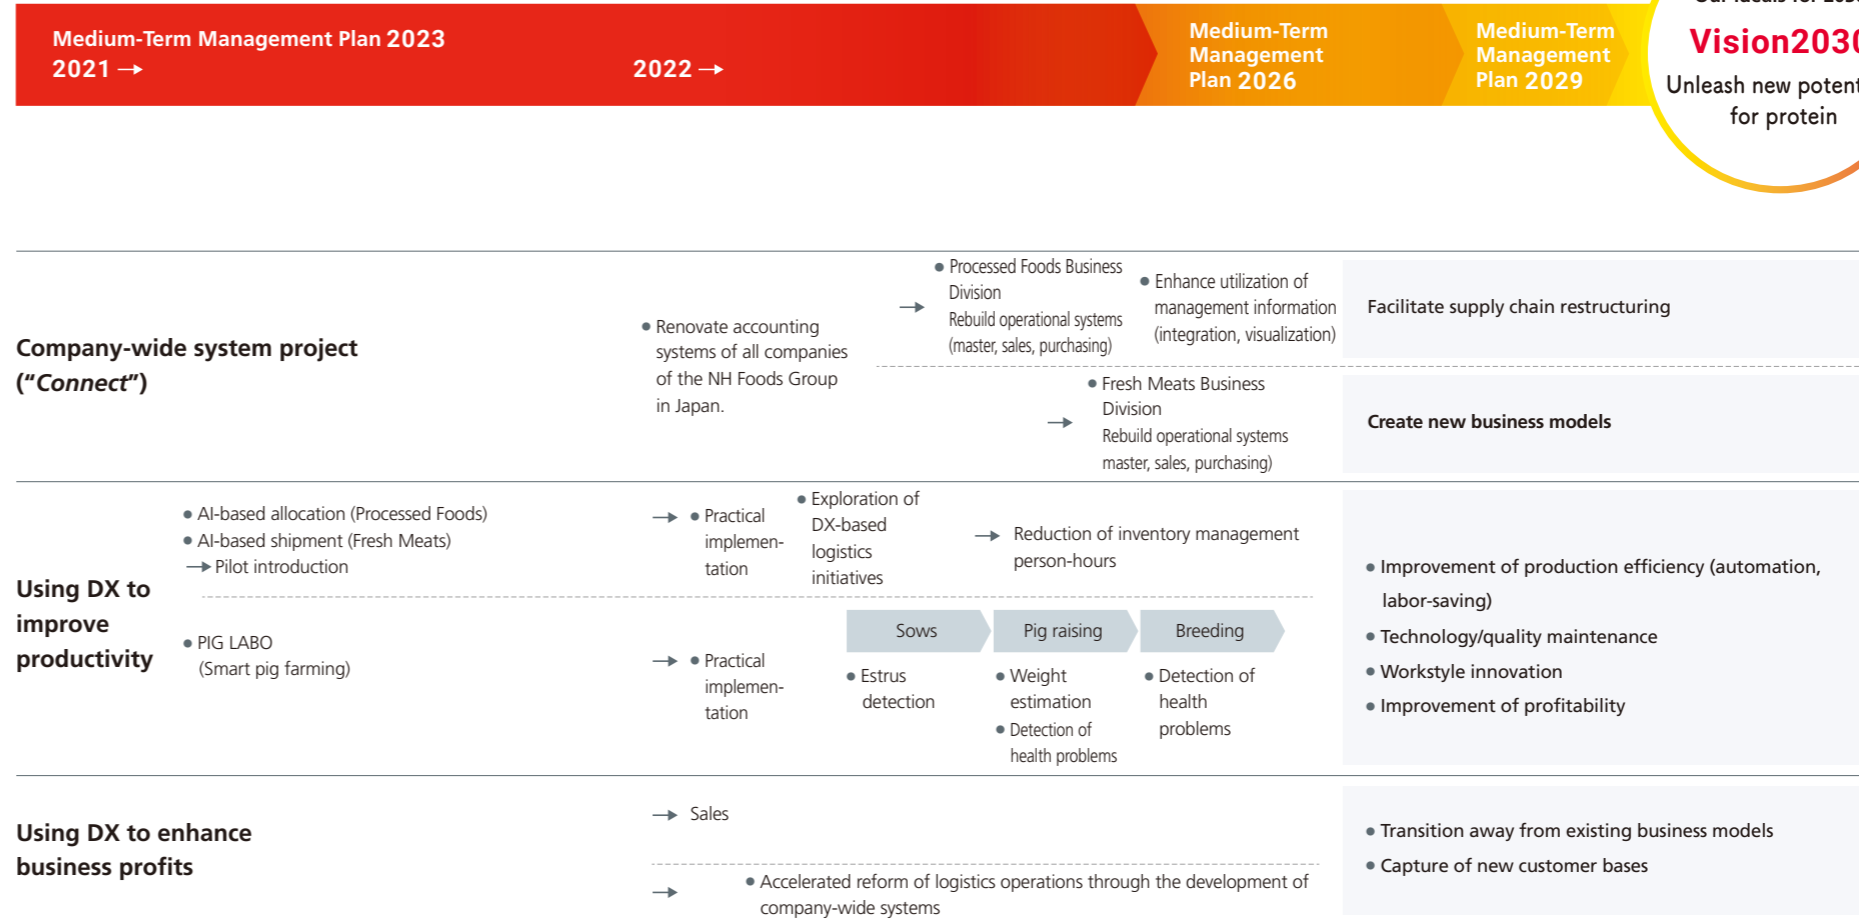 Medium-Term Management Plan 2023
2021 →
2022 →
Medium-Term
Management
Plan 2026
Medium-Term
Management
Plan 2029
Vision2030
Unleash new potent
for protein
Company-wide system project
("Connect")
● Renovate accounting
systems of all companies
of the NH Foods Group
in Japan.
→ ● Processed Foods Business
Division
Rebuild operational systems
(master, sales, purchasing)
● Enhance utilization of
management information
(integration, visualization)
Facilitate supply chain restructuring
→ ● Fresh Meats Business
Division
Rebuild operational systems
master, sales, purchasing)
Create new business models
Using DX to
improve
productivity
● AI-based allocation (Processed Foods)
● AI-based shipment (Fresh Meats)
→ Pilot introduction
→ ● Practical
implemen-
tation
● Exploration of
DX-based
logistics
initiatives
→ Reduction of inventory management
person-hours
● PIG LABO
(Smart pig farming)
→ ● Practical
implemen-
tation
Sows
● Estrus
detection
Pig raising
● Weight
estimation
● Detection of
health problems
Breeding
● Detection of
health
problems
● Improvement of production efficiency (automation,
labor-saving)
● Technology/quality maintenance
● Workstyle innovation
● Improvement of profitability
Using DX to enhance
business profits
→ Sales
→ ● Accelerated reform of logistics operations through the development of
company-wide systems
● Transition away from existing business models
● Capture of new customer bases